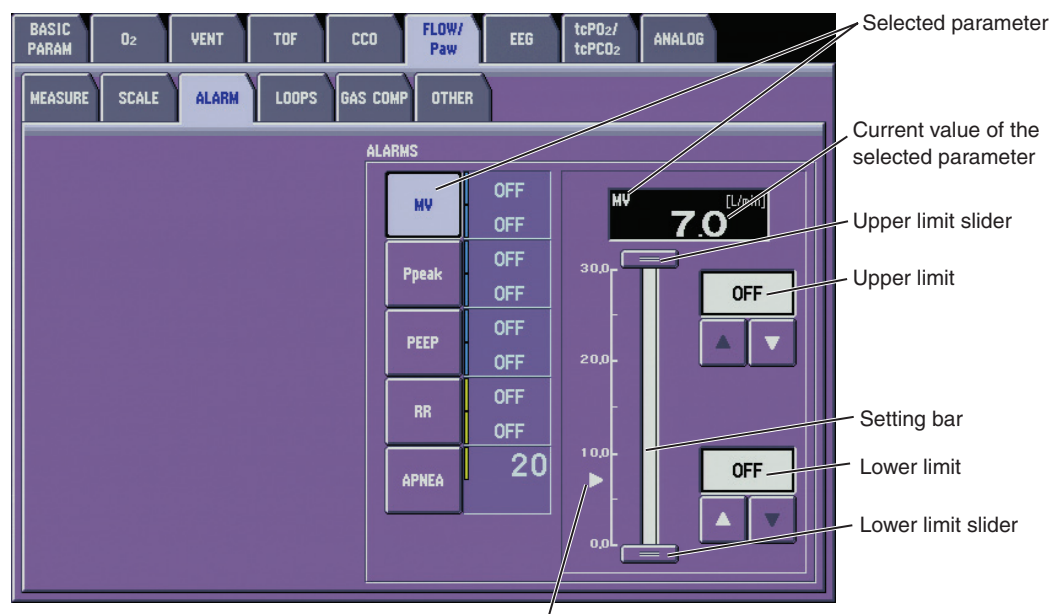 BASIC PARAM
O2
VENT
TOF
CCO
FLOW/ Paw
EEG
tcPO2/ tcPCO2
ANALOG
Selected parameter
MEASURE
SCALE
ALARM
LOOPS
GAS COMP
OTHER
Current value of the
selected parameter
ALARMS
MV
OFF
OFF
MV
[L/min]
7.0
Upper limit slider
Ppeak
OFF
OFF
30,0
OFF
Upper limit
PEEP
OFF
OFF
20,0
RR
OFF
OFF
Setting bar
APNEA
20
10,0
OFF
Lower limit
0,0
Lower limit slider